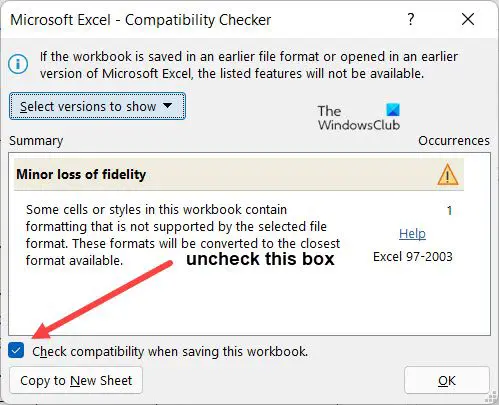 Microsoft Excel - Compatibility Checker
If the workbook is saved in an earlier file format or opened in an earlier
version of Microsoft Excel, the listed features will not be available.
Select versions to show
The
WindowsClub
Summary
Occurrences
Minor loss of fidelity
Some cells or styles in this workbook contain
formatting that is not supported by the selected file
format. These formats will be converted to the closest
format available.
1
Help
Excel 97-2003
uncheck this box
Check compatibility when saving this workbook.
Copy to New Sheet
OK